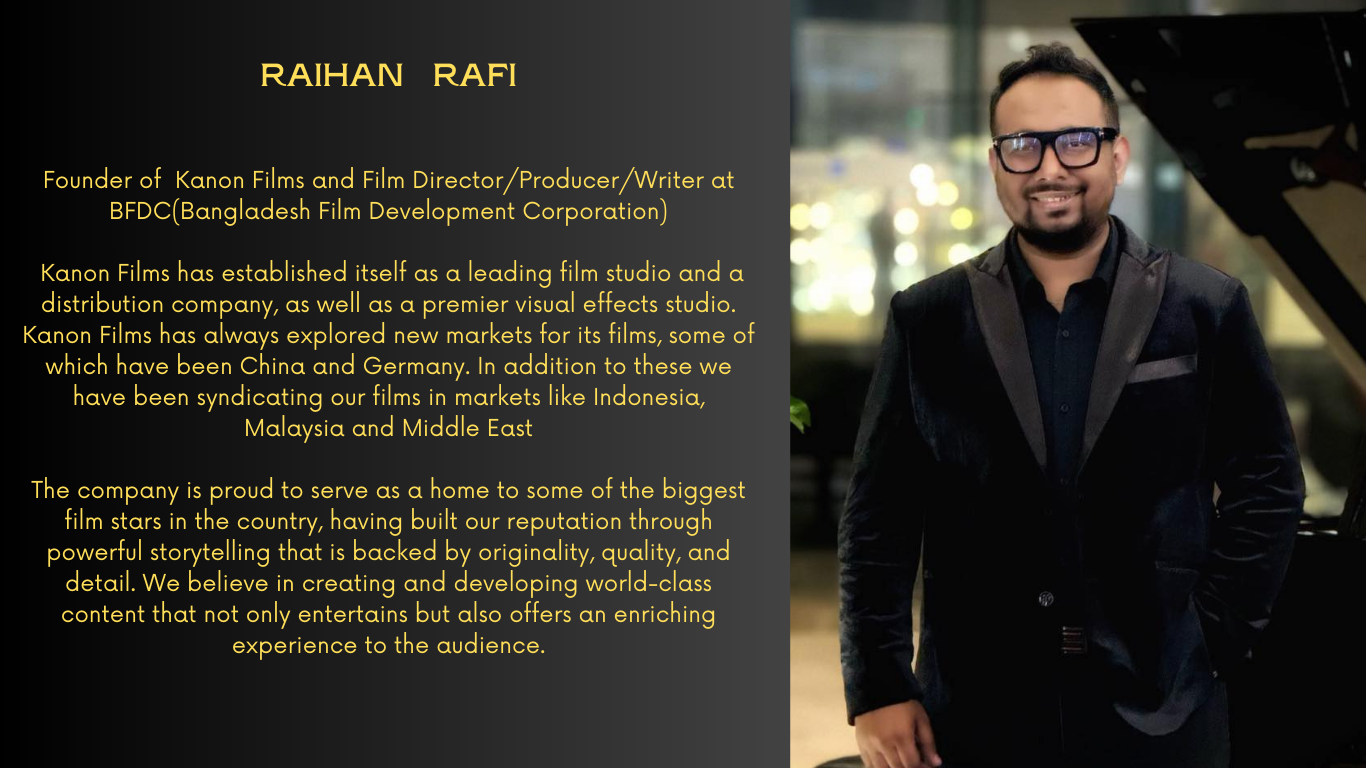 RAIHAN RAFI
Founder of Kanon Films and Film Director/Producer/Writer at
BFDC(Bangladesh Film Development Corporation)
Kanon Films has established itself as a leading film studio and a
distribution company, as well as a premier visual effects studio.
Kanon Films has always explored new markets for its films, some of
which have been China and Germany. In addition to these we
have been syndicating our films in markets like Indonesia,
Malaysia and Middle East
The company is proud to serve as a home to some of the biggest
film stars in the country, having built our reputation through
powerful storytelling that is backed by originality, quality, and
detail. We believe in creating and developing world-class
content that not only entertains but also offers an enriching
experience to the audience.